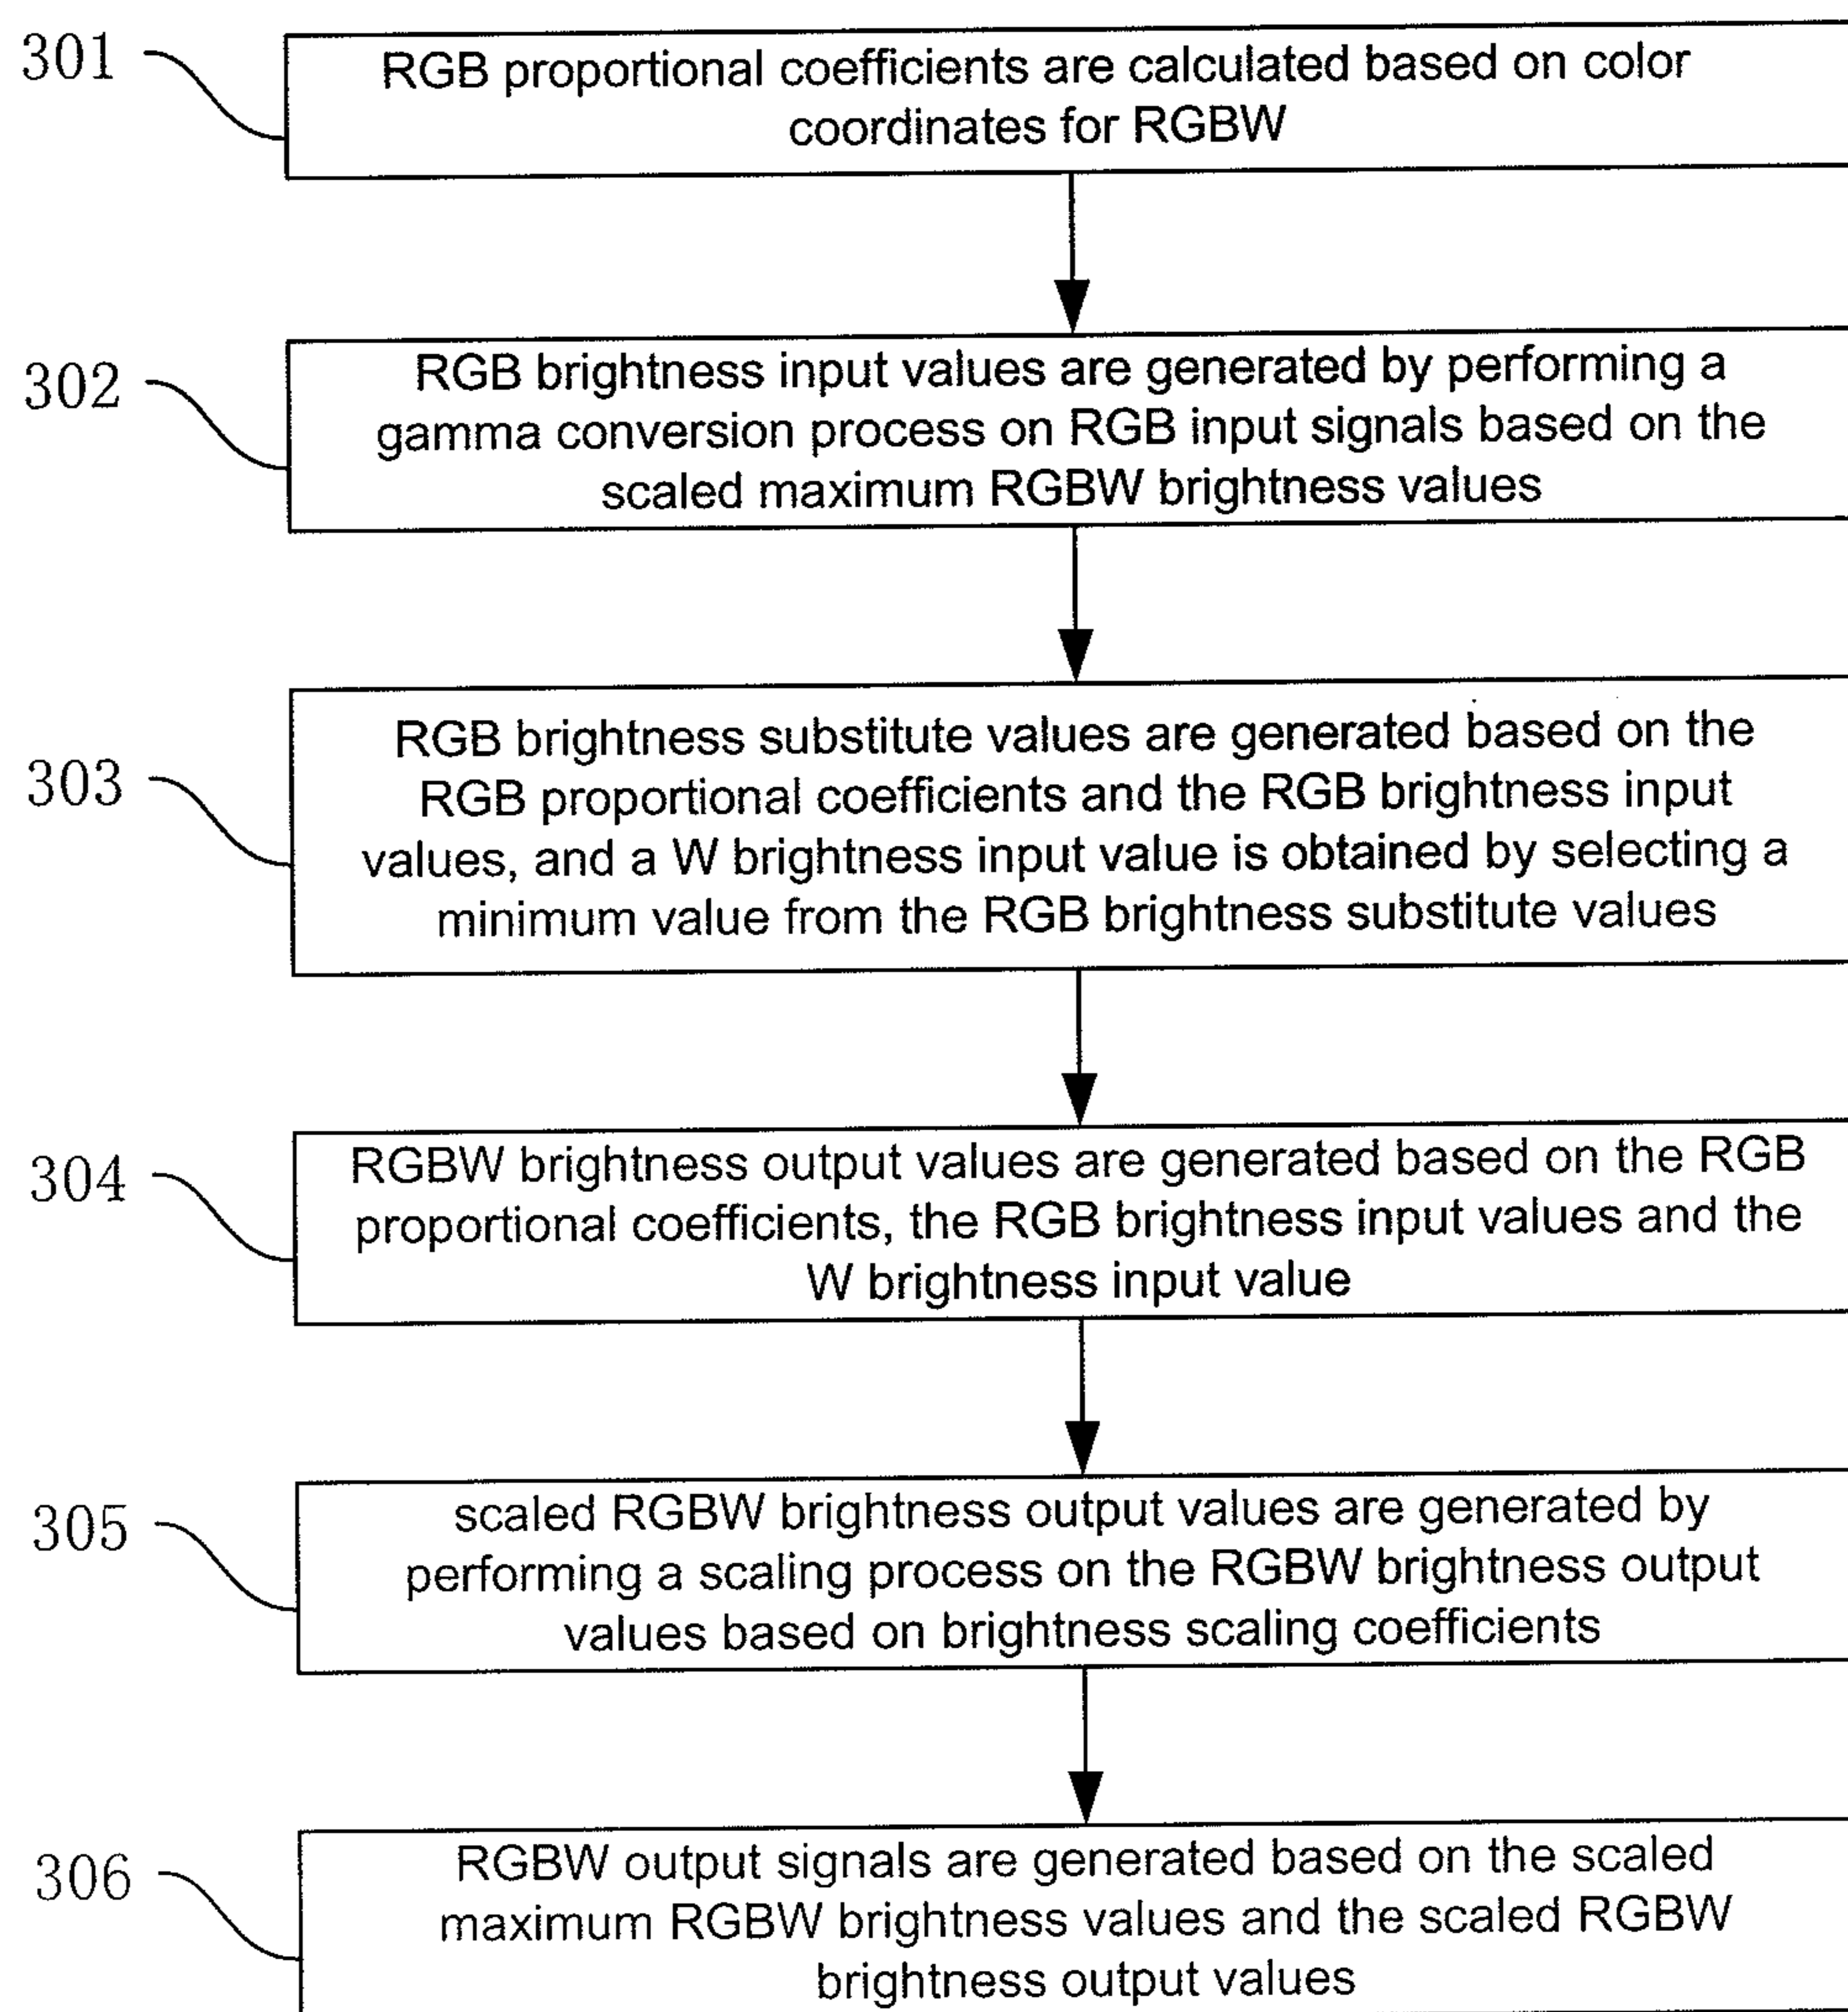 301
RGB proportional coefficients are calculated based on color
coordinates for RGBW
302
RGB brightness input values are generated by performing a
gamma conversion process on RGB input signals based on the
scaled maximum RGBW brightness values
303
RGB brightness substitute values are generated based on the
RGB proportional coefficients and the RGB brightness input
values, and a W brightness input value is obtained by selecting a
minimum value from the RGB brightness substitute values
304
RGBW brightness output values are generated based on the RGB
proportional coefficients, the RGB brightness input values and the
W brightness input value
305
scaled RGBW brightness output values are generated by
performing a scaling process on the RGBW brightness output
values based on brightness scaling coefficients
306
RGBW output signals are generated based on the scaled
maximum RGBW brightness values and the scaled RGBW
brightness output values